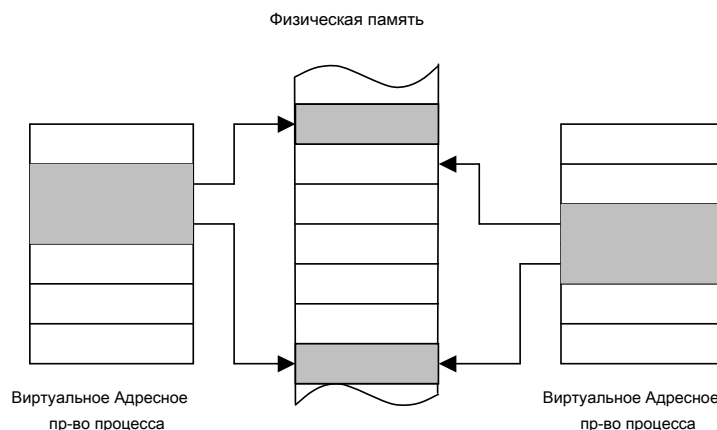 Физическая память
Виртуальное Адресное
пр-во процесса
Виртуальное Адресное
пр-во процесса